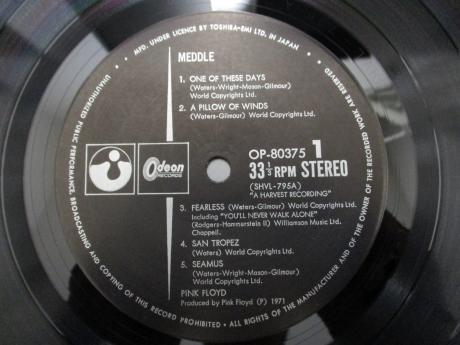 MFD. UNDER LICENCE BY TOSHIBA-EMI LTD. IN JAPAN
MEDDLE
1. ONE OF THESE DAYS
(Waters-Wright-Mason-Gilmour)
World Copyrights Ltd.
2. A PILLOW OF WINDS
(Waters-Gilmour) World Copyrights Ltd.
Odeon
RECORDS
OP-80375 1
33 1/3 RPM STEREO
(SHVL-795A)
"A HARVEST RECORDING"
3. FEARLESS (Waters-Gilmour) World Copyrights Ltd.
Including "YOU'LL NEVER WALK ALONE"
(Rodgers-Hammerstein II) Williamson Music Ltd.
Chappell.
4. SAN TROPEZ
(Waters) World Copyrights Ltd.
5. SEAMUS
(Waters-Wright-Mason-Gilmour)
World Copyrights Ltd.
PINK FLOYD
Produced by Pink Floyd (P) 1971
UNAUTHORIZED PUBLIC PERFORMANCE, BROADCASTING AND COPYING OF THIS RECORD PROHIBITED • ALL RIGHTS OF THE MANUFACTURER AND OF THE OWNER OF THE RECORDED WORK ARE RESERVED